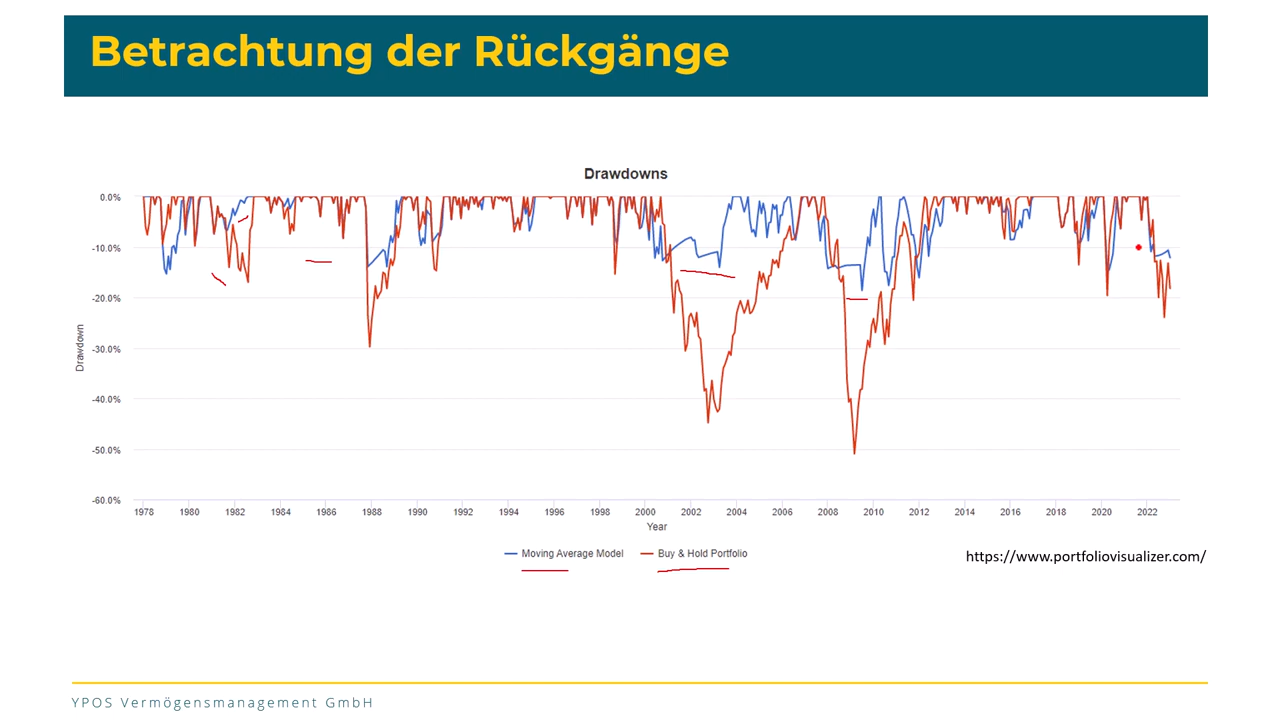 Betrachtung der Rückgänge
Drawdowns
0.0%
-10.0%
-20.0%
-30.0%
-40.0%
-50.0%
-60.0%
Drawdown
1978 1980 1982 1984 1986 1988 1990 1992 1994 1996 1998 2000 2002 2004 2006 2008 2010 2012 2014 2016 2018 2020 2022
Year
Moving Average Model Buy & Hold Portfolio
https://www.portfoliovisualizer.com/
YPOS Vermögensmanagement GmbH